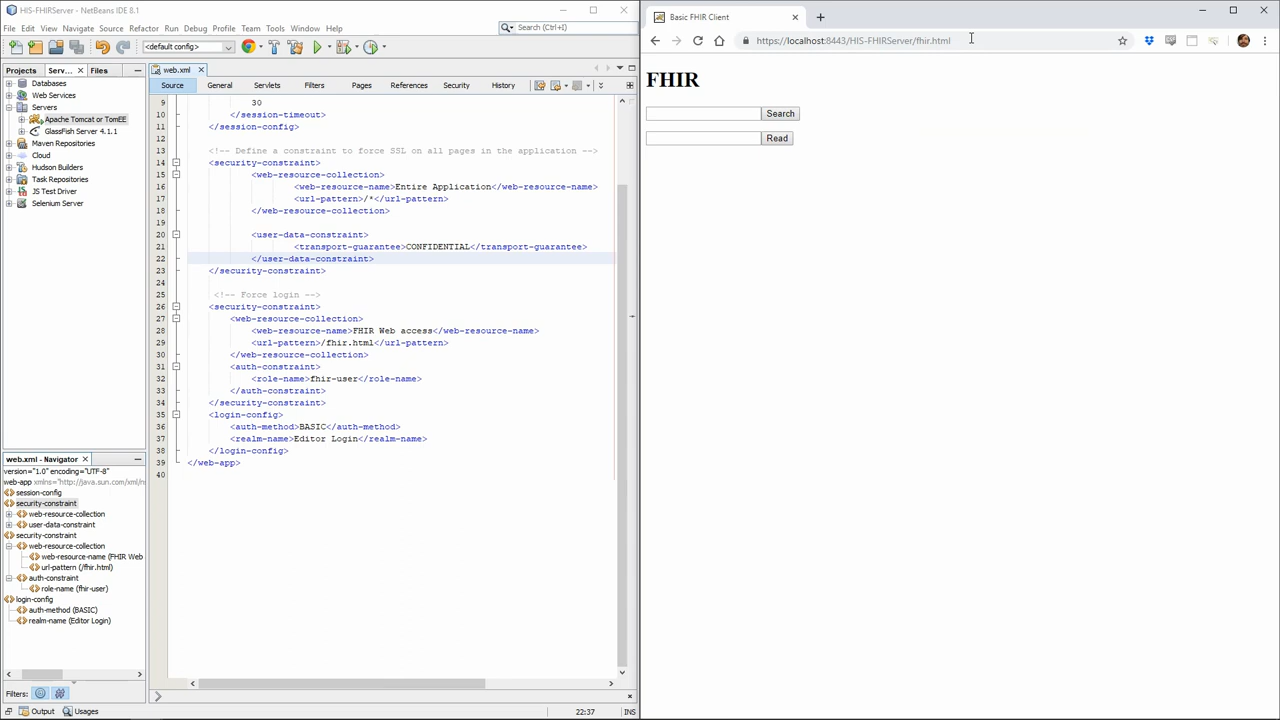 HIS-FHIRServer - NetBeans IDE 8.1
File Edit View Navigate Source Refactor Run Debug Profile Team Tools Window Help
Search (Ctrl+I)
<default config>
Projects Serv... Files
Databases
Web Services
Servers
Apache Tomcat or TomEE
GlassFish Server 4.1.1
Maven Repositories
Cloud
Hudson Builders
Task Repositories
JS Test Driver
Selenium Server
web.xml - Navigator
version="1.0" encoding="UTF-8"
web-app xmlns="http://java.sun.com/xml/n
session-config
security-constraint
web-resource-collection
user-data-constraint
security-constraint
web-resource-collection
web-resource-name (FHIR Web
url-pattern (/fhir.html)
auth-constraint
role-name (fhir-user)
login-config
auth-method (BASIC)
realm-name (Editor Login)
Filters:
Output Usages
web.xml
Source General Servlets Filters Pages References Security History
9 30
10 </session-timeout>
11 </session-config>
12
13 <!-- Define a constraint to force SSL on all pages in the application -->
14 <security-constraint>
15 <web-resource-collection>
16 <web-resource-name>Entire Application</web-resource-name>
17 <url-pattern>/*</url-pattern>
18 </web-resource-collection>
19
20 <user-data-constraint>
21 <transport-guarantee>CONFIDENTIAL</transport-guarantee>
22 </user-data-constraint>
23 </security-constraint>
24
25 <!-- Force login -->
26 <security-constraint>
27 <web-resource-collection>
28 <web-resource-name>FHIR Web access</web-resource-name>
29 <url-pattern>/fhir.html</url-pattern>
30 </web-resource-collection>
31 <auth-constraint>
32 <role-name>fhir-user</role-name>
33 </auth-constraint>
34 </security-constraint>
35 <login-config>
36 <auth-method>BASIC</auth-method>
37 <realm-name>Editor Login</realm-name>
38 </login-config>
39 </web-app>
40
22:37 INS
Basic FHIR Client
https://localhost:8443/HIS-FHIRServer/fhir.html
FHIR
Search
Read